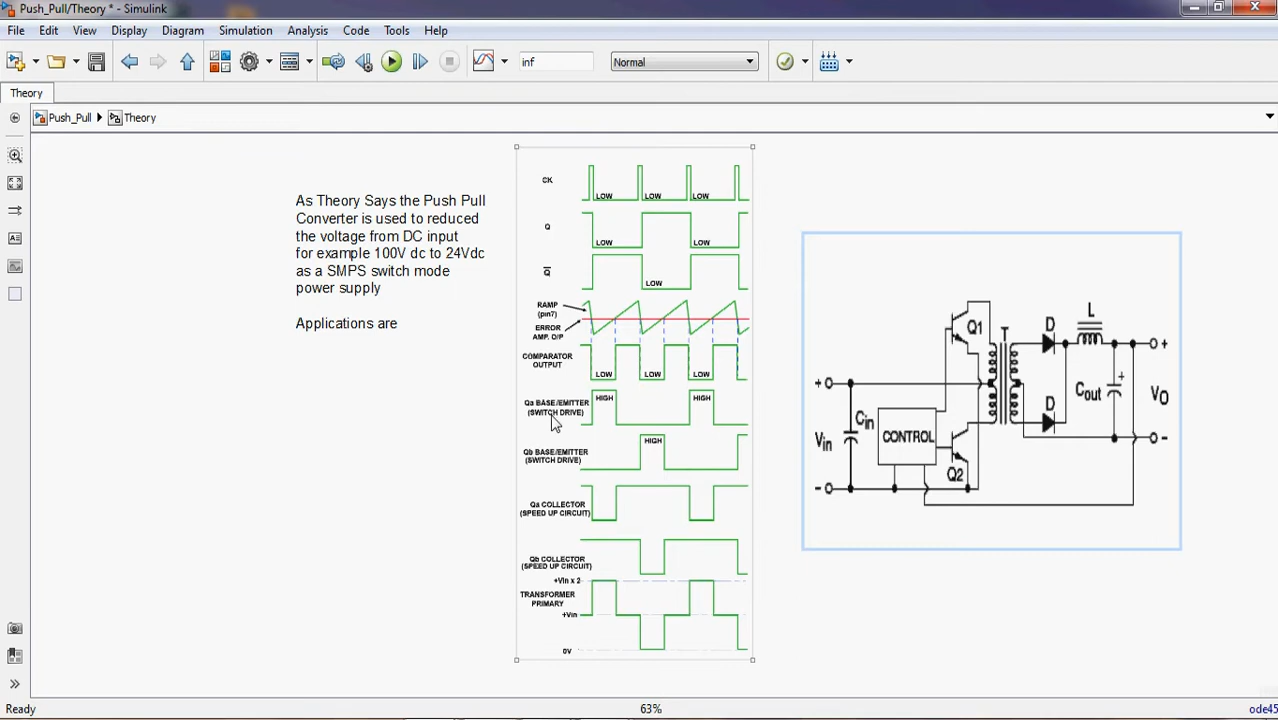 Push_Pull/Theory * - Simulink
File Edit View Display Diagram Simulation Analysis Code Tools Help
inf
Normal
Theory
Push_Pull Theory
As Theory Says the Push Pull
Converter is used to reduced
the voltage from DC input
for example 100V dc to 24Vdc
as a SMPS switch mode
power supply
Applications are
CK
LOW LOW LOW
Q
LOW LOW
Q
LOW
RAMP
(pin7)
ERROR
AMP. O/P
COMPARATOR
OUTPUT
LOW LOW LOW
Qa BASE/EMITTER
(SWITCH DRIVE)
HIGH HIGH
Qb BASE/EMITTER
(SWITCH DRIVE)
HIGH
Qa COLLECTOR
(SPEED UP CIRCUIT)
Qb COLLECTOR
(SPEED UP CIRCUIT)
+Vin x 2
TRANSFORMER
PRIMARY
+Vin
0V
Q1
T
D
L
+
+
Cin
Vin
CONTROL
-
Q2
D
+
Cout
VO
-
Ready
63%
ode45